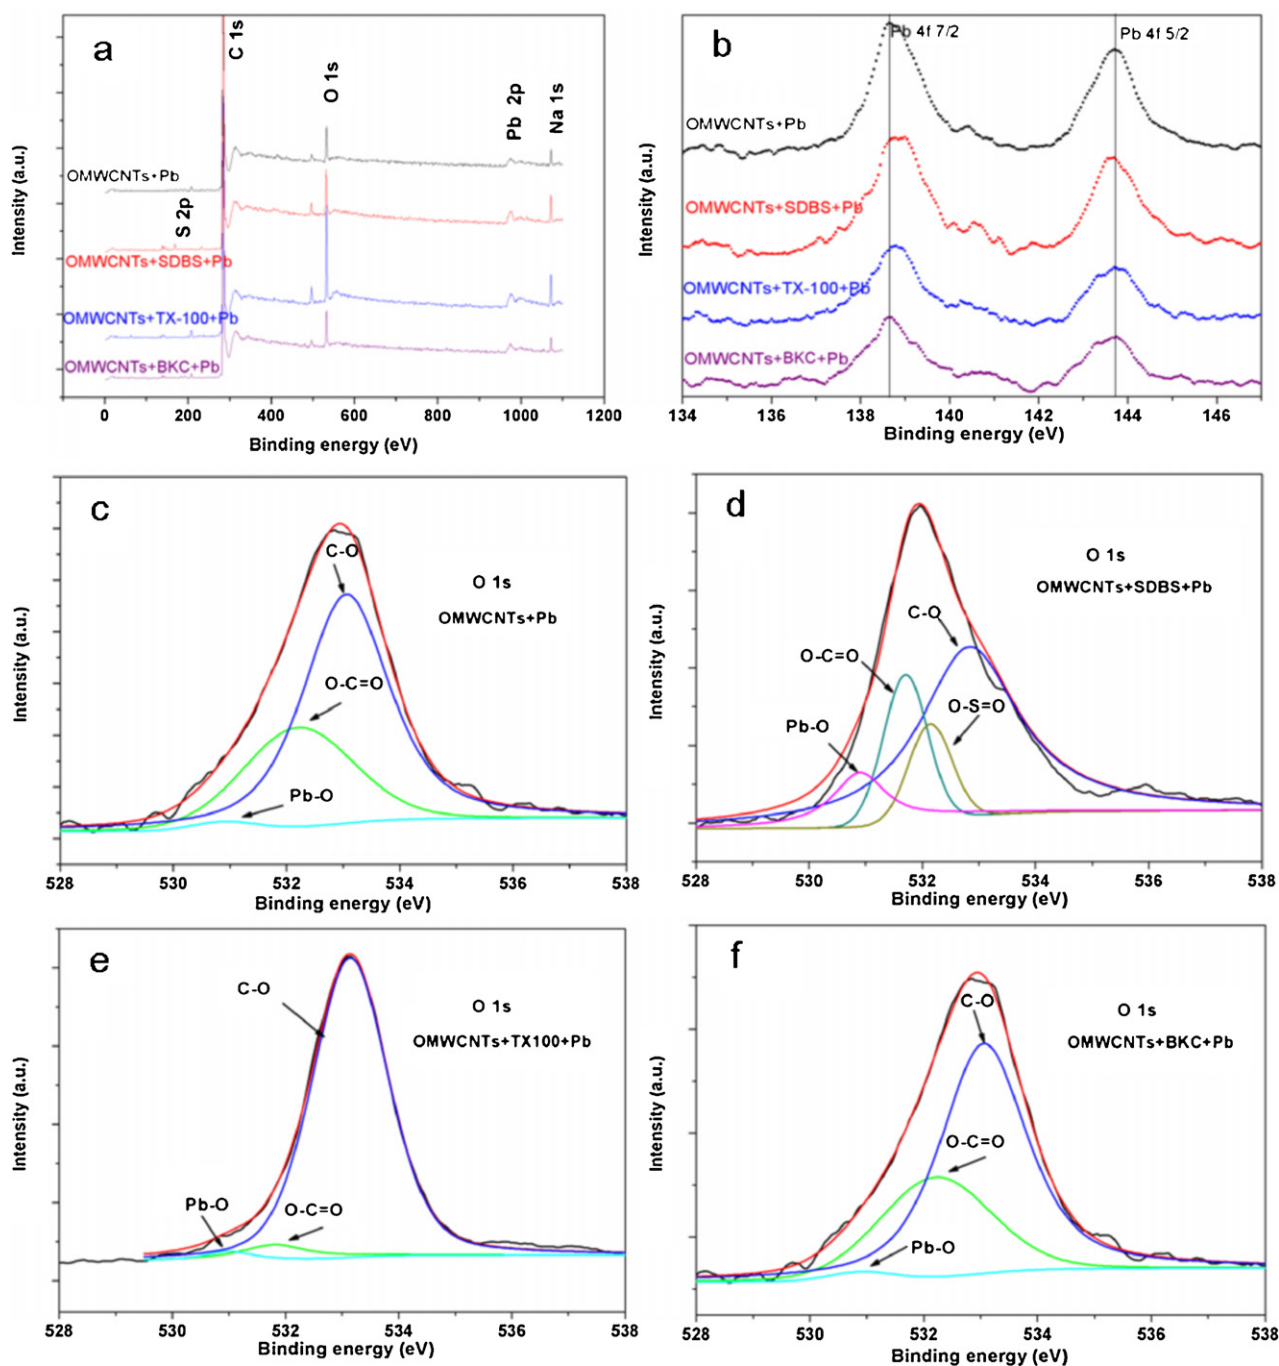 a
C 1s
O 1s
Pb 2p
Na 1s
S 2p
OMWCNTs+Pb
OMWCNTs+SDBS+Pb
OMWCNTs+TX-100+Pb
OMWCNTs+BKC+Pb
Intensity (a.u.)
0 200 400 600 800 1000 1200
Binding energy (eV)
b
Pb 4f 7/2
Pb 4f 5/2
OMWCNTs+Pb
OMWCNTs+SDBS+Pb
OMWCNTs+TX-100+Pb
OMWCNTs+BKC+Pb
Intensity (a.u.)
134 136 138 140 142 144 146
Binding energy (eV)
c
C-O
O 1s
OMWCNTs+Pb
O-C=O
Pb-O
Intensity (a.u.)
528 530 532 534 536 538
Binding energy (eV)
d
O 1s
OMWCNTs+SDBS+Pb
C-O
O-C=O
O-S=O
Pb-O
Intensity (a.u.)
528 530 532 534 536 538
Binding energy (eV)
e
C-O
O 1s
OMWCNTs+TX100+Pb
Pb-O
O-C=O
Intensity (a.u.)
528 530 532 534 536 538
Binding energy (eV)
f
C-O
O 1s
OMWCNTs+BKC+Pb
O-C=O
Pb-O
Intensity (a.u.)
528 530 532 534 536 538
Binding energy (eV)